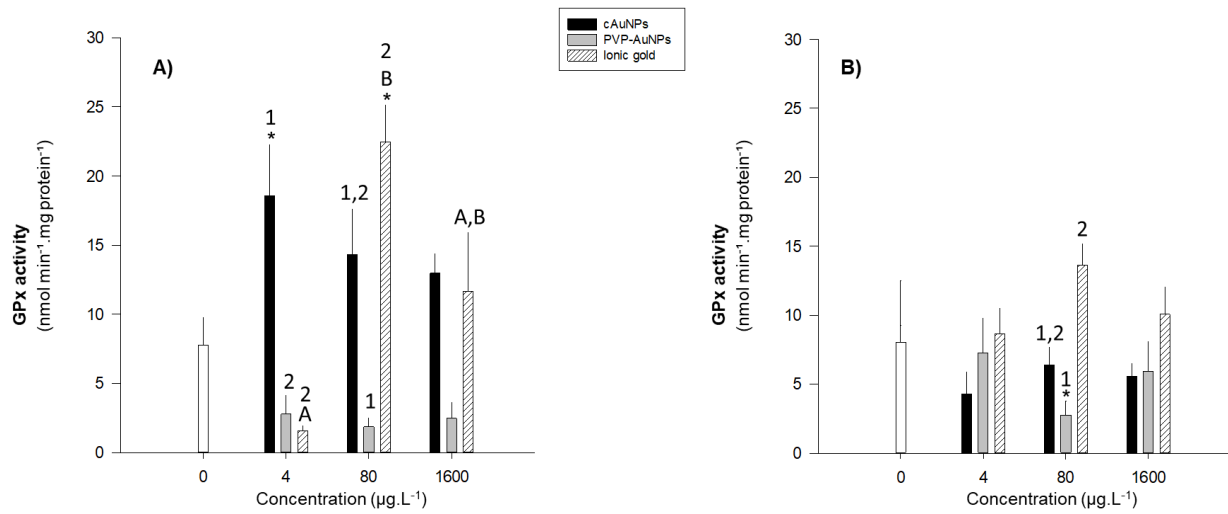 cAuNPs
PVP-AuNPs
Ionic gold
A)
GPx activity
(nmol min⁻¹.mg protein⁻¹)
30
25
20
15
10
5
0
1
*
2
2
A
1,2
1
2
B
*
A,B
0
4
80
1600
Concentration (µg.L⁻¹)
B)
GPx activity
(nmol min⁻¹.mg protein⁻¹)
30
25
20
15
10
5
0
1,2
1
*
2
0
4
80
1600
Concentration (µg.L⁻¹)